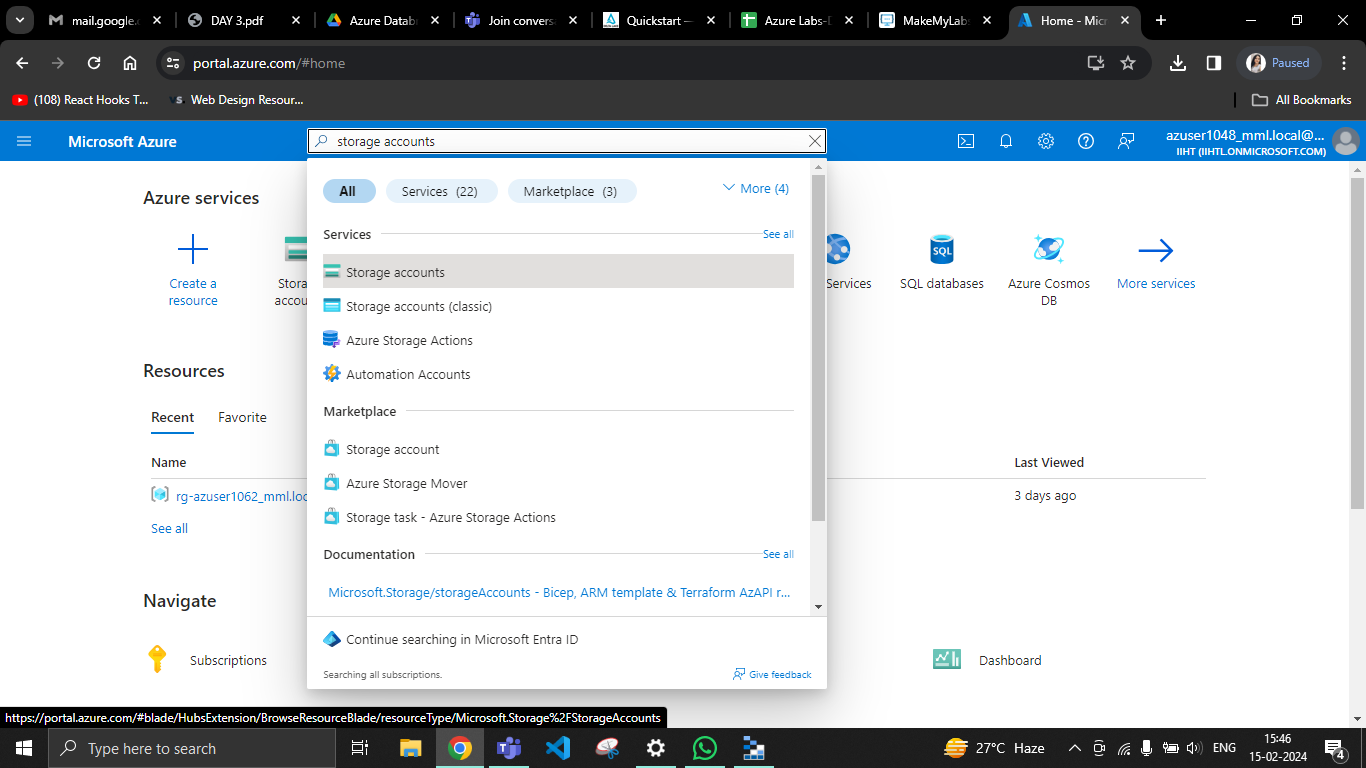 mail.google.c
DAY 3.pdf
Azure Datab
Join convers
Quickstart —
Azure Labs-D
MakeMyLab
Home - Micr
portal.azure.com/#home
Paused
(108) React Hooks T...
VS.
Web Design Resour...
All Bookmarks
Microsoft Azure
storage accounts
azuser1048_mml.local@...
IIHT (IIHTL.ONMICROSOFT.COM)
All
Services (22)
Marketplace (3)
More (4)
Azure services
Services
See all
Create a
resource
Stora
accou
Storage accounts
Storage accounts (classic)
Azure Storage Actions
Automation Accounts
Services
SQL
SQL databases
Azure Cosmos
DB
More services
Resources
Recent
Favorite
Marketplace
Name
Last Viewed
Storage account
Azure Storage Mover
Storage task - Azure Storage Actions
rg-azuser1062_mml.loc
3 days ago
See all
Documentation
See all
Microsoft.Storage/storageAccounts - Bicep, ARM template & Terraform AzAPI r...
Navigate
Continue searching in Microsoft Entra ID
Subscriptions
Dashboard
Searching all subscriptions.
Give feedback
https://portal.azure.com/#blade/HubsExtension/BrowseResourceBlade/resourceType/Microsoft.Storage%2FStorageAccounts
Type here to search
27°C Haze
ENG
15:46
15-02-2024
4